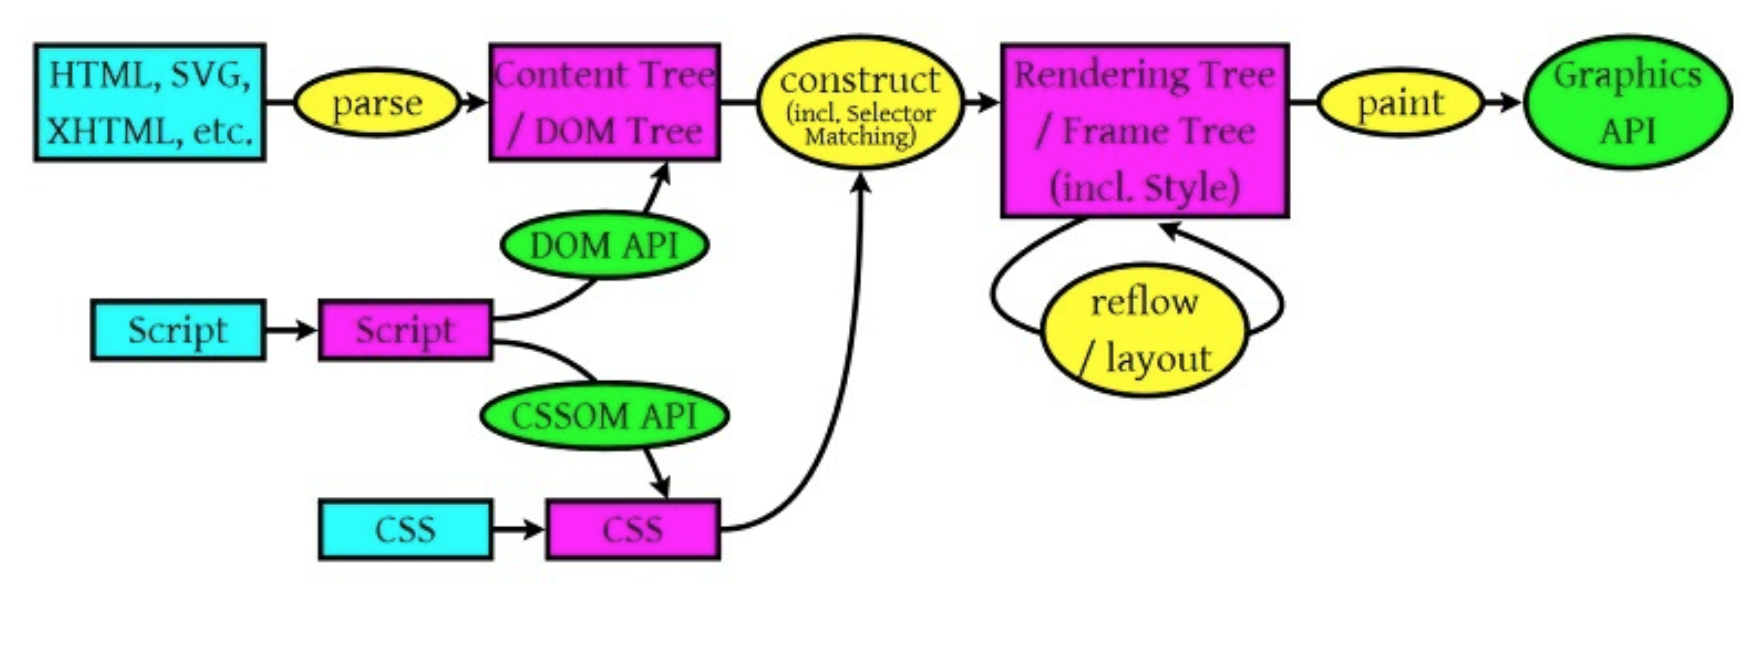 HTML, SVG,
XHTML, etc.
parse
Content Tree
/ DOM Tree
construct
(incl. Selector
Matching)
Rendering Tree
/ Frame Tree
(incl. Style)
paint
Graphics
API
DOM API
Script
Script
reflow
/ layout
CSSOM API
CSS
CSS